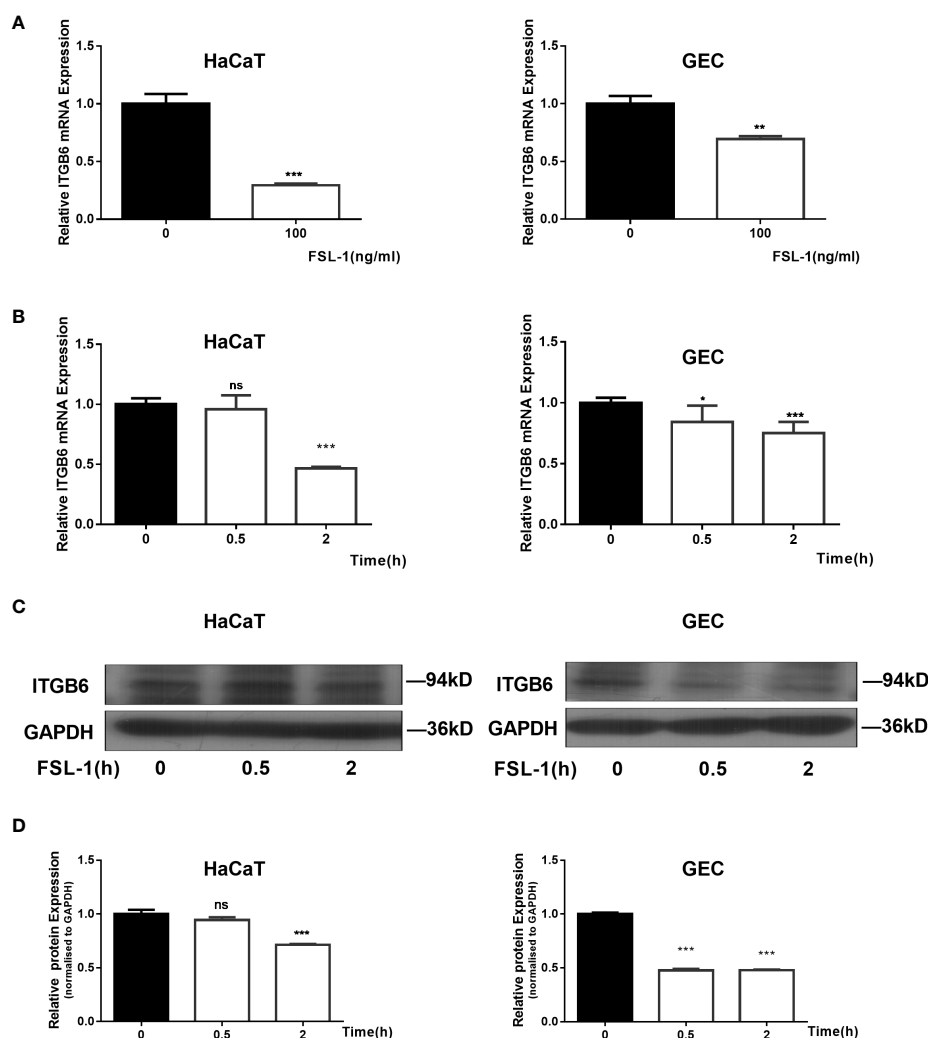 A
HaCaT
Relative ITGB6 mRNA Expression
1.5
1.0
0.5
0.0
***
0
100
FSL-1(ng/ml)
GEC
Relative ITGB6 mRNA Expression
1.5
1.0
0.5
0.0
**
0
100
FSL-1(ng/ml)
B
HaCaT
Relative ITGB6 mRNA Expression
1.5
1.0
0.5
0.0
ns
***
0
0.5
2
Time(h)
GEC
Relative ITGB6 mRNA Expression
1.5
1.0
0.5
0.0
*
***
0
0.5
2
Time(h)
C
HaCaT
ITGB6
—94kD
GAPDH
—36kD
FSL-1(h) 0 0.5 2
GEC
ITGB6
—94kD
GAPDH
—36kD
FSL-1(h) 0 0.5 2
D
HaCaT
Relative protein Expression
(normalised to GAPDH)
1.5
1.0
0.5
0.0
ns
***
0
0.5
2
Time(h)
GEC
Relative protein Expression
(normalised to GAPDH)
1.5
1.0
0.5
0.0
***
***
0
0.5
2
Time(h)